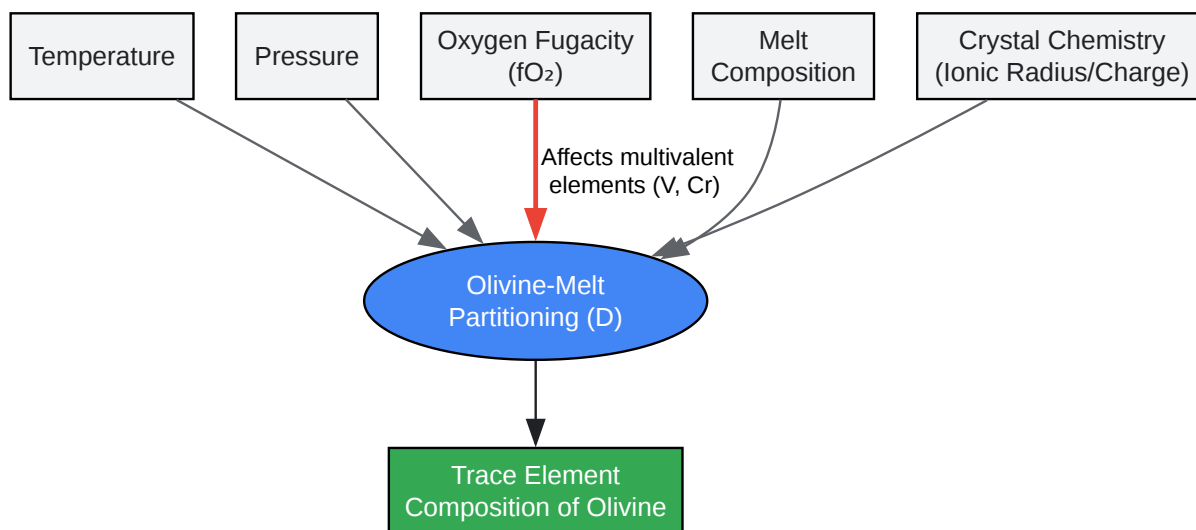 Temperature
Pressure
Oxygen Fugacity
(fO₂)
Melt
Composition
Crystal Chemistry
(Ionic Radius/Charge)
Affects multivalent
elements (V, Cr)
Olivine-Melt
Partitioning (D)
Trace Element
Composition of Olivine